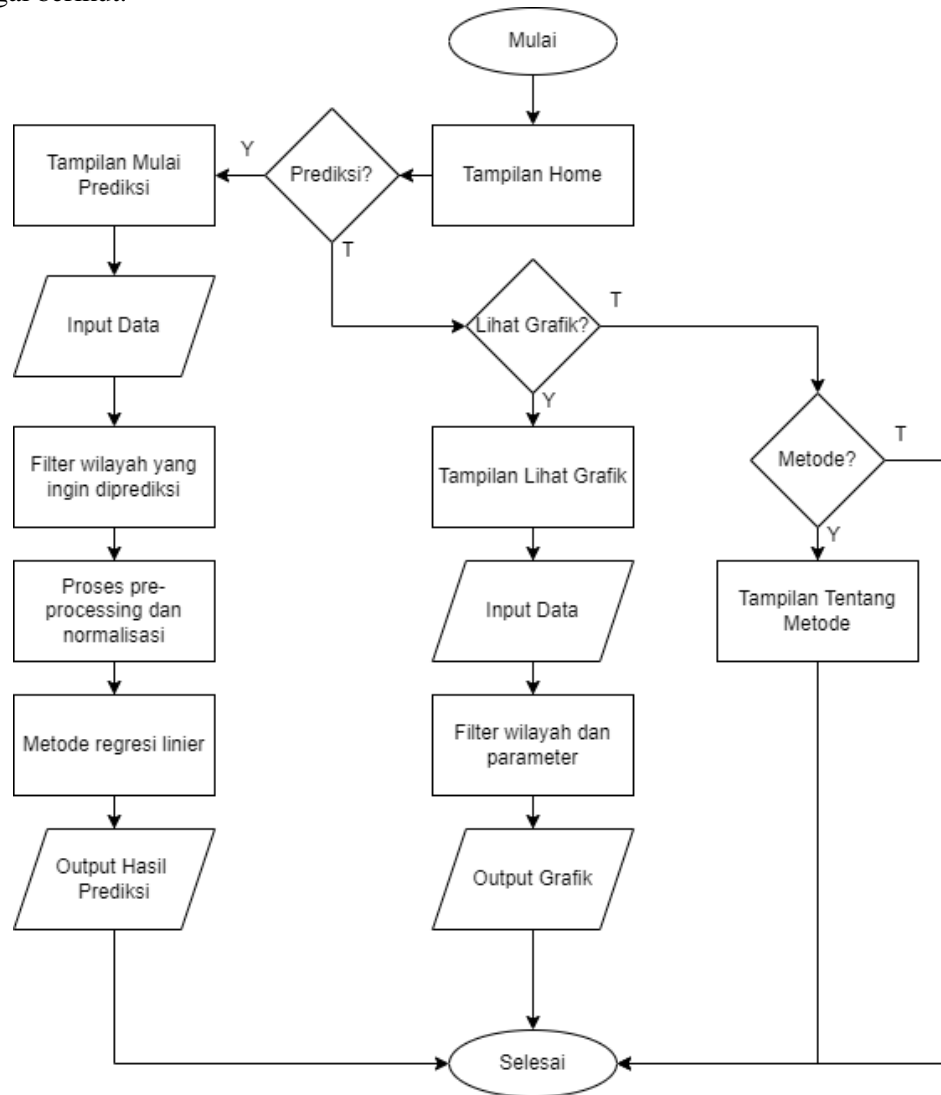 gai berikut:
Mulai
Tampilan Home
Prediksi?
Y
T
Tampilan Mulai
Prediksi
Input Data
Filter wilayah yang
ingin diprediksi
Proses pre-
processing dan
normalisasi
Metode regresi linier
Output Hasil
Prediksi
Lihat Grafik?
T
Y
Tampilan Lihat Grafik
Input Data
Filter wilayah dan
parameter
Output Grafik
Metode?
T
Y
Tampilan Tentang
Metode
Selesai